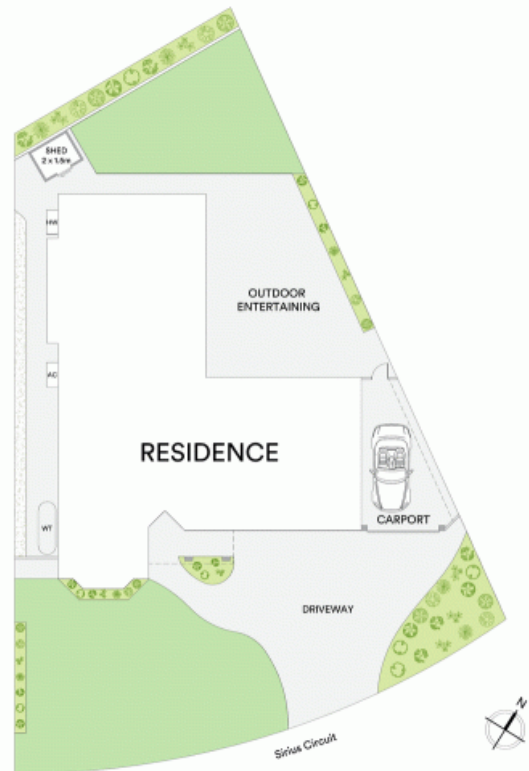 SHED
2 x 1.5m
HW
OUTDOOR
ENTERTAINING
AC
RESIDENCE
WT
CARPORT
DRIVEWAY
N
Sirius Circuit